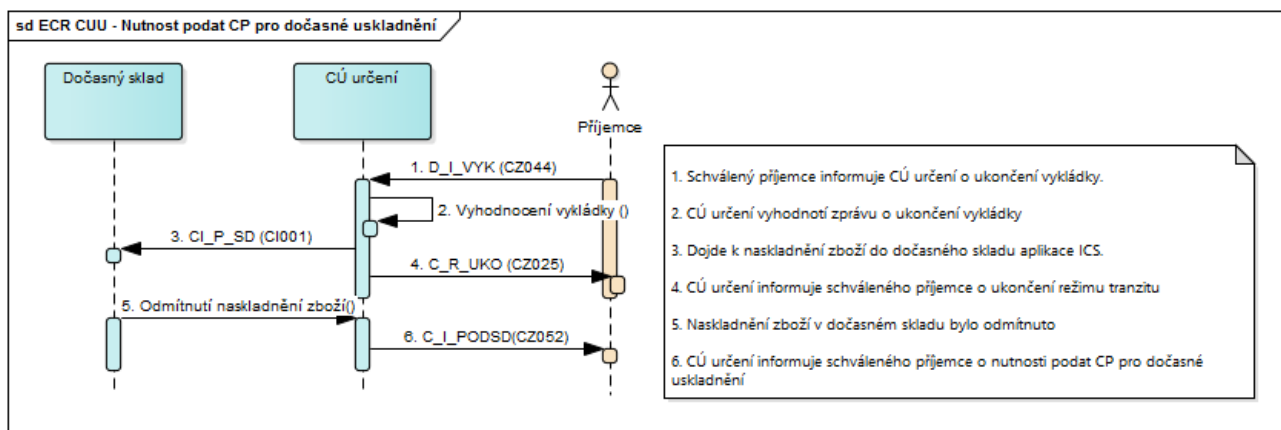 sd ECR CUU - Nutnost podat CP pro dočasné uskladnění
Dočasný sklad
CÚ určení
Příjemce
1. D_I_VYK (CZ044)
2. Vyhodnocení vykládky ()
3. CI_P_SD (CI001)
4. C_R_UKO (CZ025)
5. Odmítnutí naskladnění zboží()
6. C_I_PODSD(CZ052)
1. Schválený příjemce informuje CÚ určení o ukončení vykládky.
2. CÚ určení vyhodnotí zprávu o ukončení vykládky
3. Dojde k naskladnění zboží do dočasného skladu aplikace ICS.
4. CÚ určení informuje schváleného příjemce o ukončení režimu tranzitu
5. Naskladnění zboží v dočasném skladu bylo odmítnuto
6. CÚ určení informuje schváleného příjemce o nutnosti podat CP pro dočasné
uskladnění